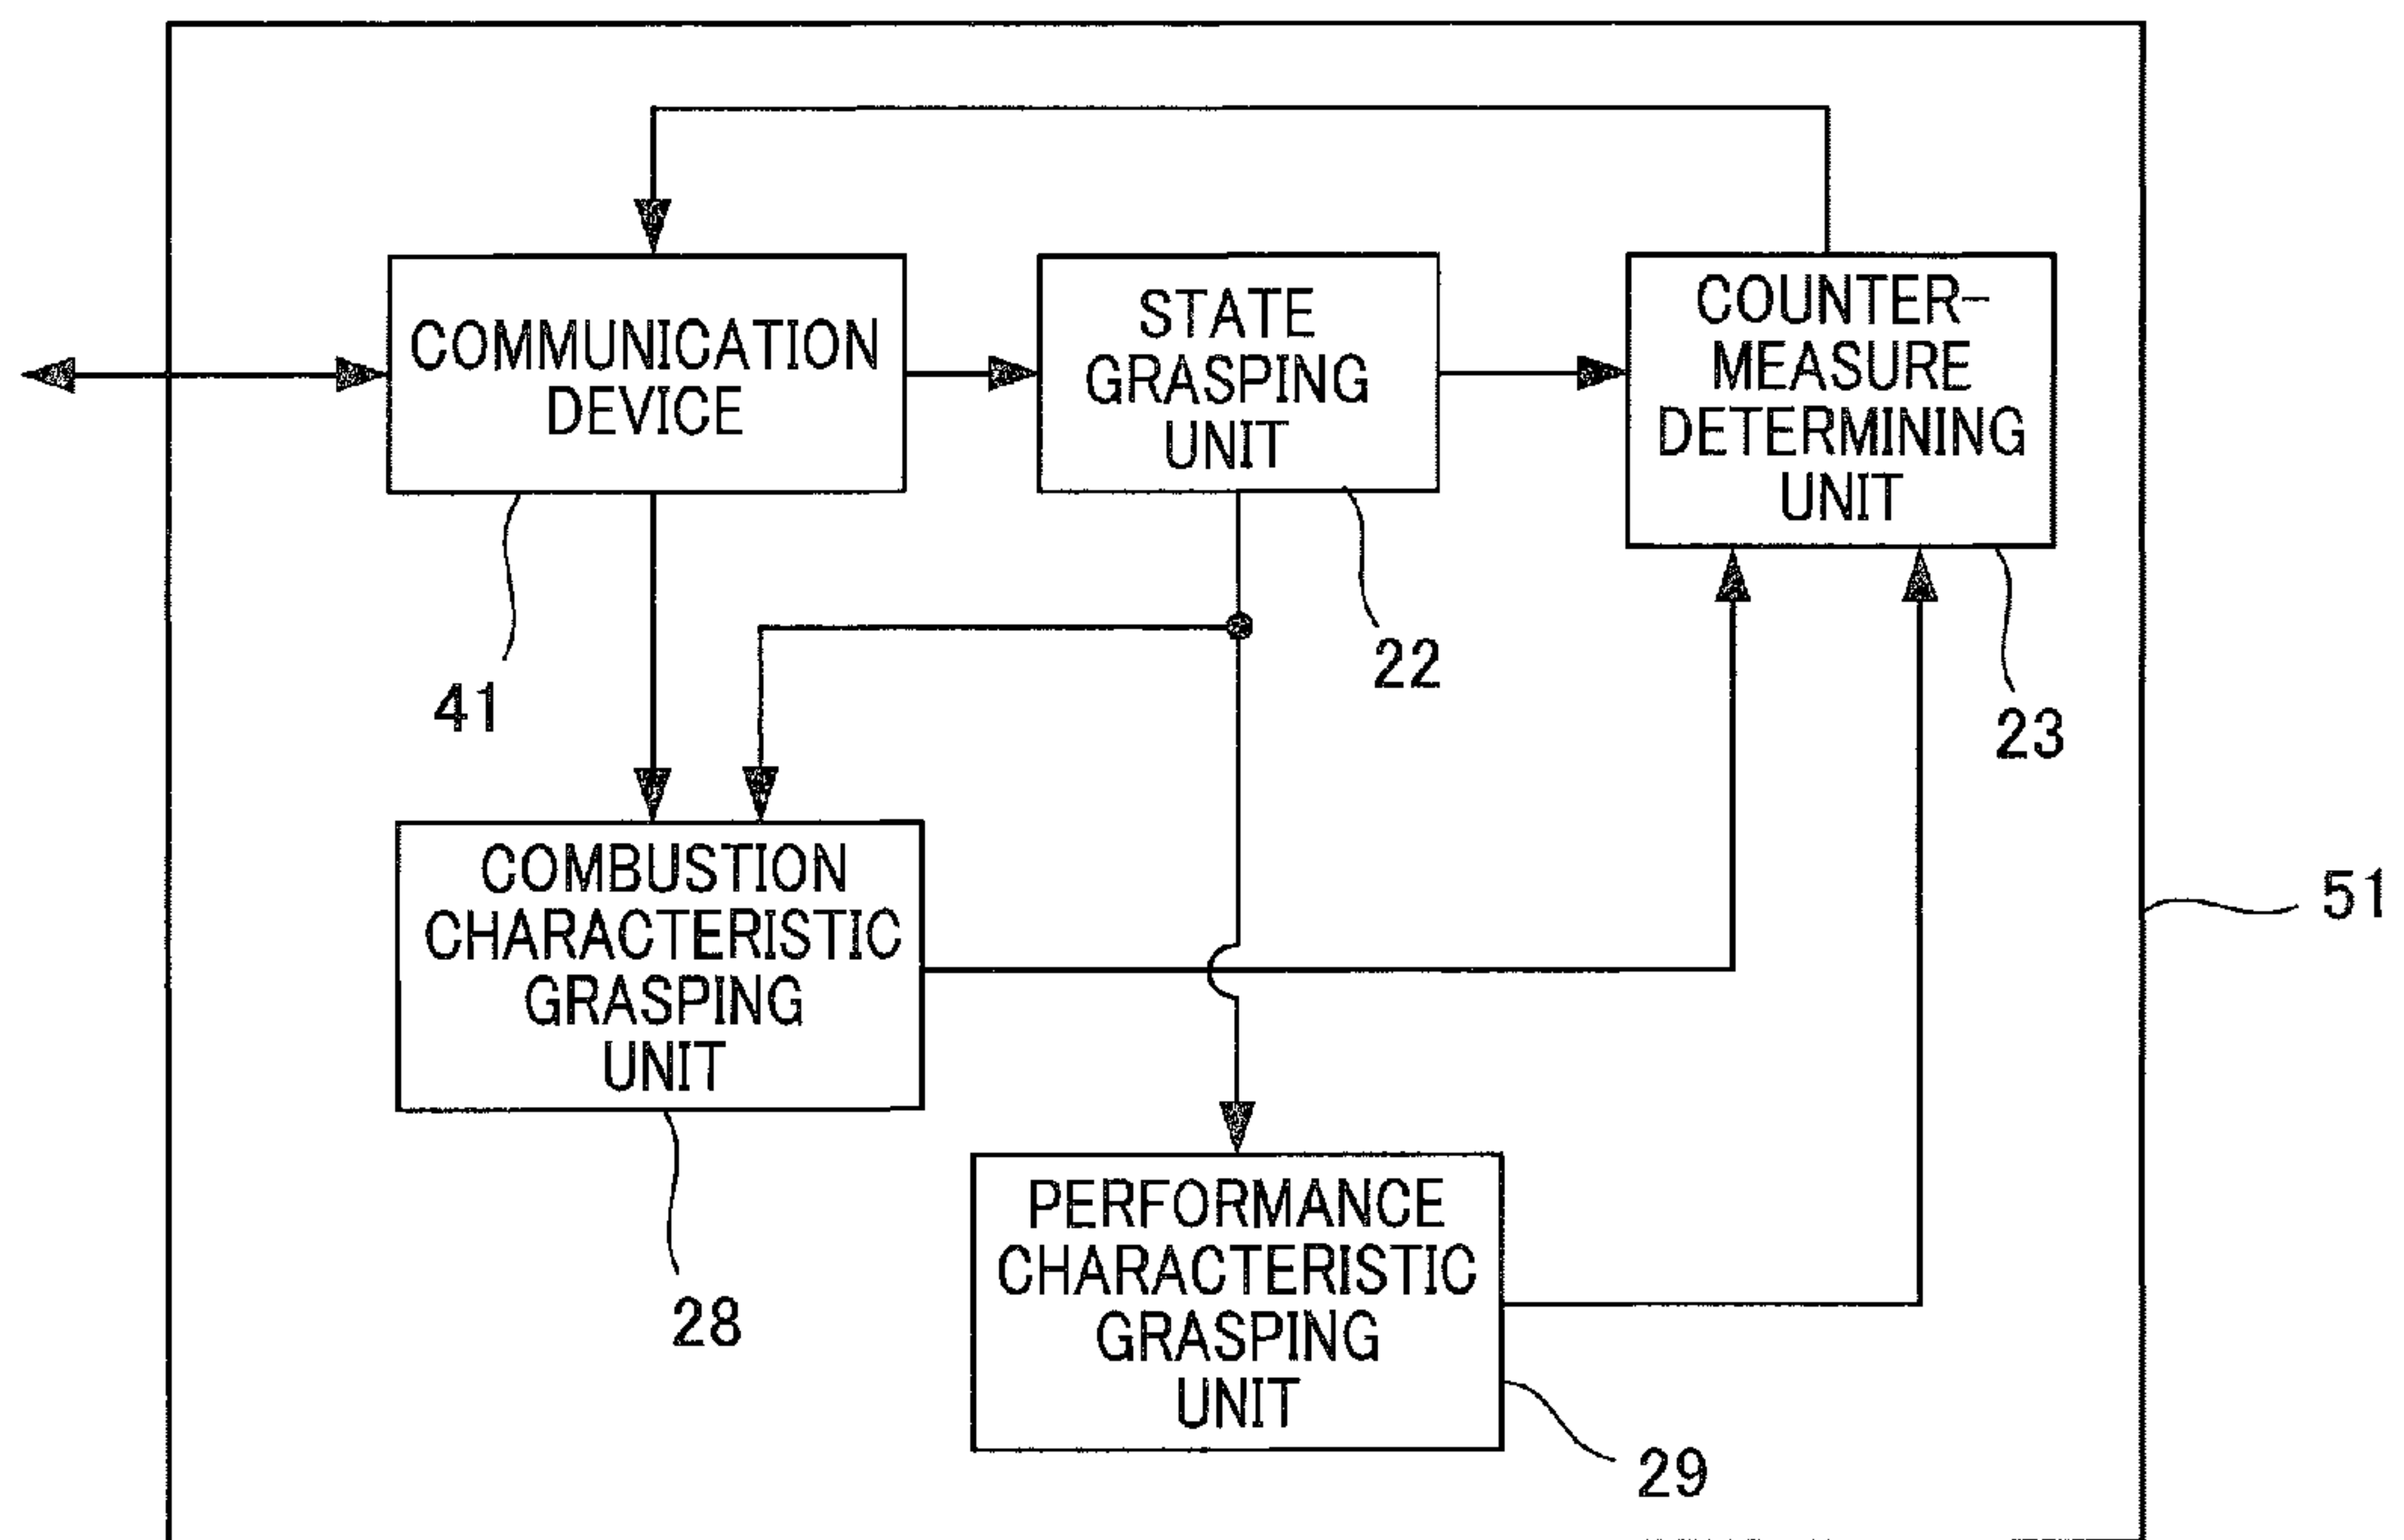 COMMUNICATION
DEVICE
STATE
GRASPING
UNIT
COUNTER-
MEASURE
DETERMINING
UNIT
41
22
23
COMBUSTION
CHARACTERISTIC
GRASPING
UNIT
51
28
PERFORMANCE
CHARACTERISTIC
GRASPING
UNIT
29